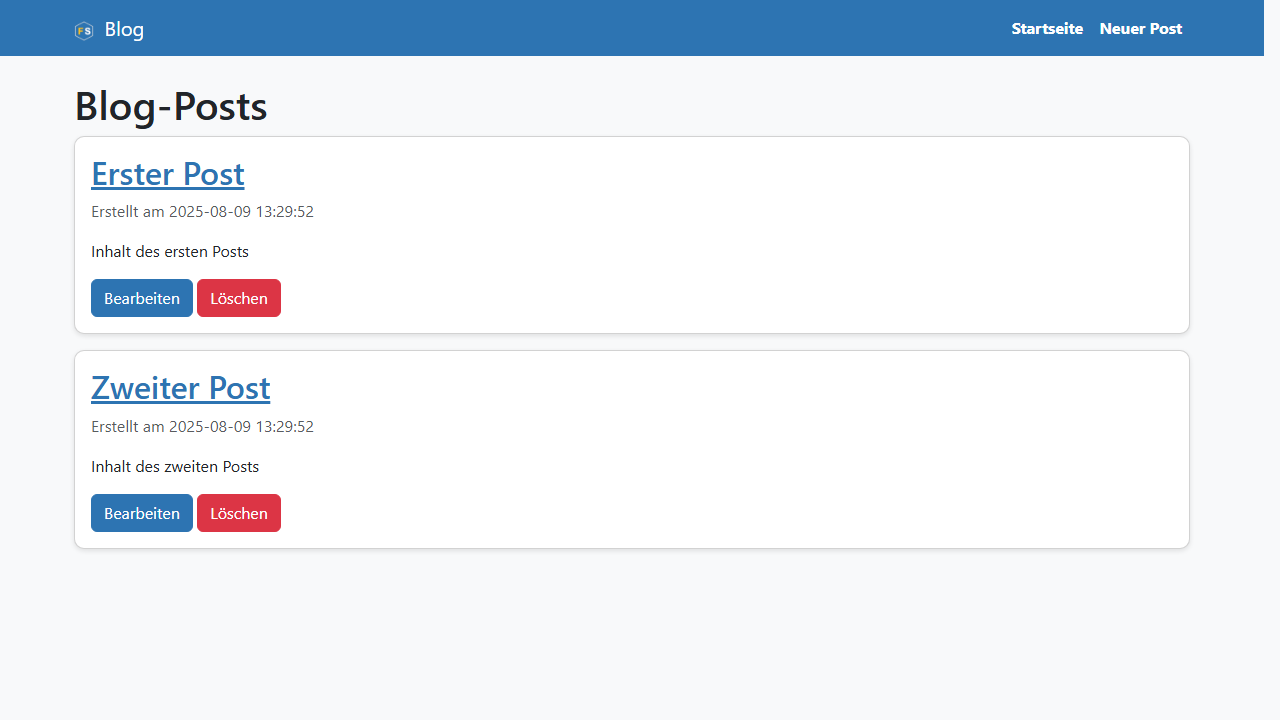 FS Blog
Startseite Neuer Post
Blog-Posts
Erster Post
Erstellt am 2025-08-09 13:29:52
Inhalt des ersten Posts
Bearbeiten Löschen
Zweiter Post
Erstellt am 2025-08-09 13:29:52
Inhalt des zweiten Posts
Bearbeiten Löschen